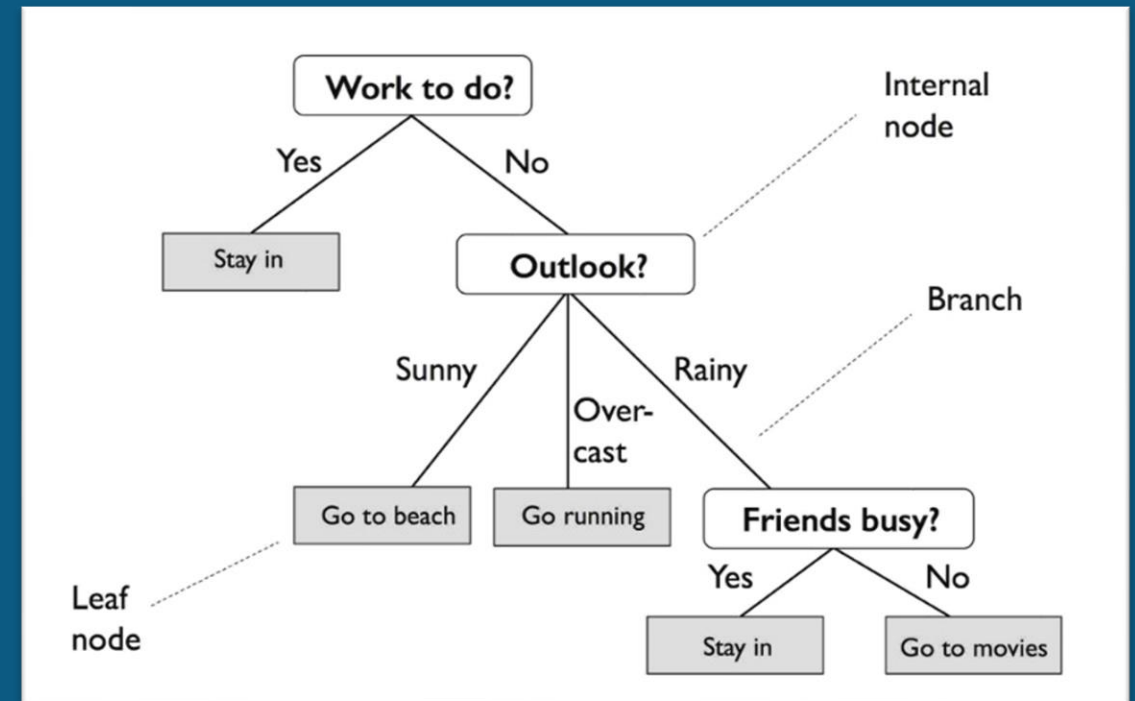 Work to do?
Internal
node
Yes
No
Stay in
Outlook?
Branch
Sunny
Rainy
Over-
cast
Go to beach
Go running
Friends busy?
Yes
No
Leaf
node
Stay in
Go to movies